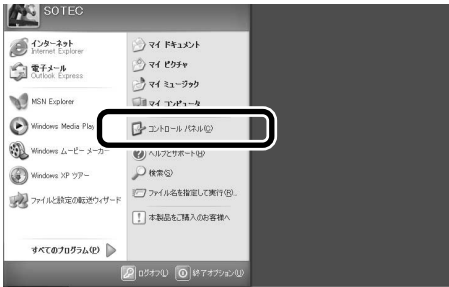 SOTEC
インターネット
Internet Explorer
電子メール
Outlook Express
MSN Explorer
Windows Media Play
Windows ムービー メーカー
Windows XP ツアー
ファイルと設定の転送ウィザード
すべてのプログラム(P)
マイ ドキュメント
マイ ピクチャ
マイ ミュージック
マイ コンピュータ
コントロール パネル(C)
ヘルプとサポート(H)
検索(S)
ファイル名を指定して実行(R)...
本製品をご購入のお客様へ
ログオフ(L)
終了オプション(U)